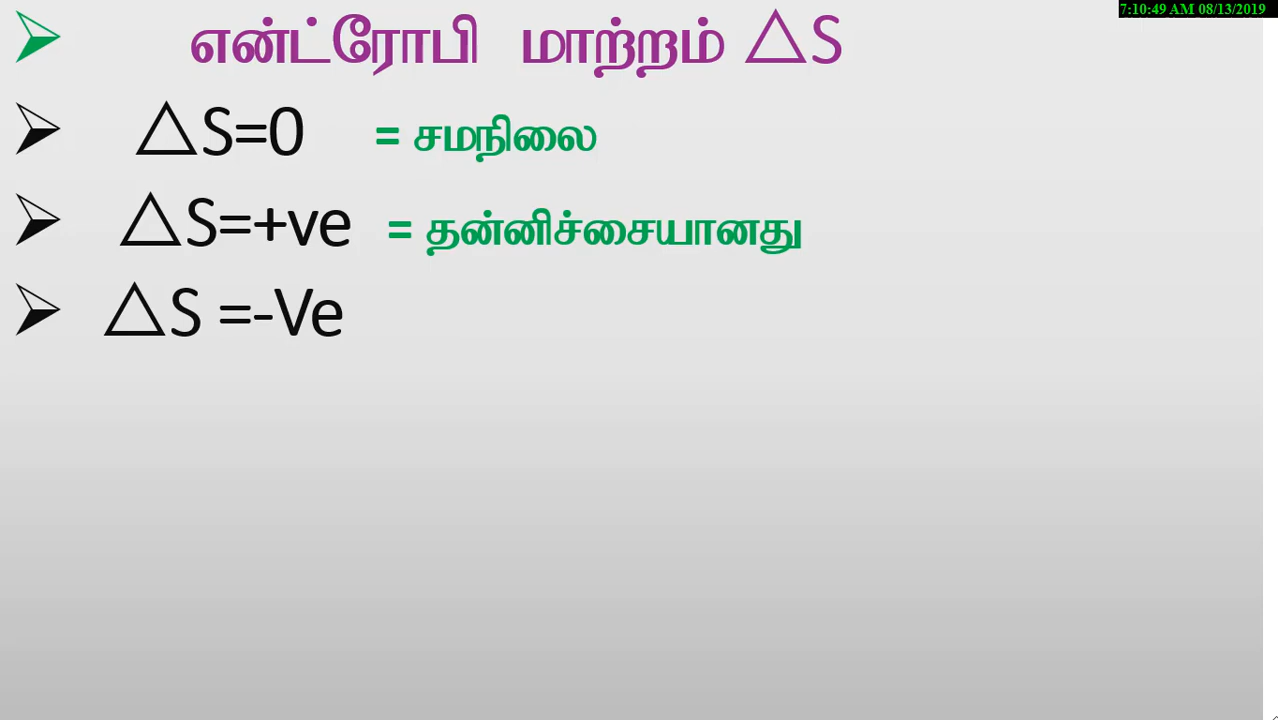 7:10:49 AM 08/13/2019
➢ என்ட்ரோபி மாற்றம் △S
➢ △S=0 = சமநிலை
➢ △S=+ve = தன்னிச்சையானது
➢ △S =-Ve